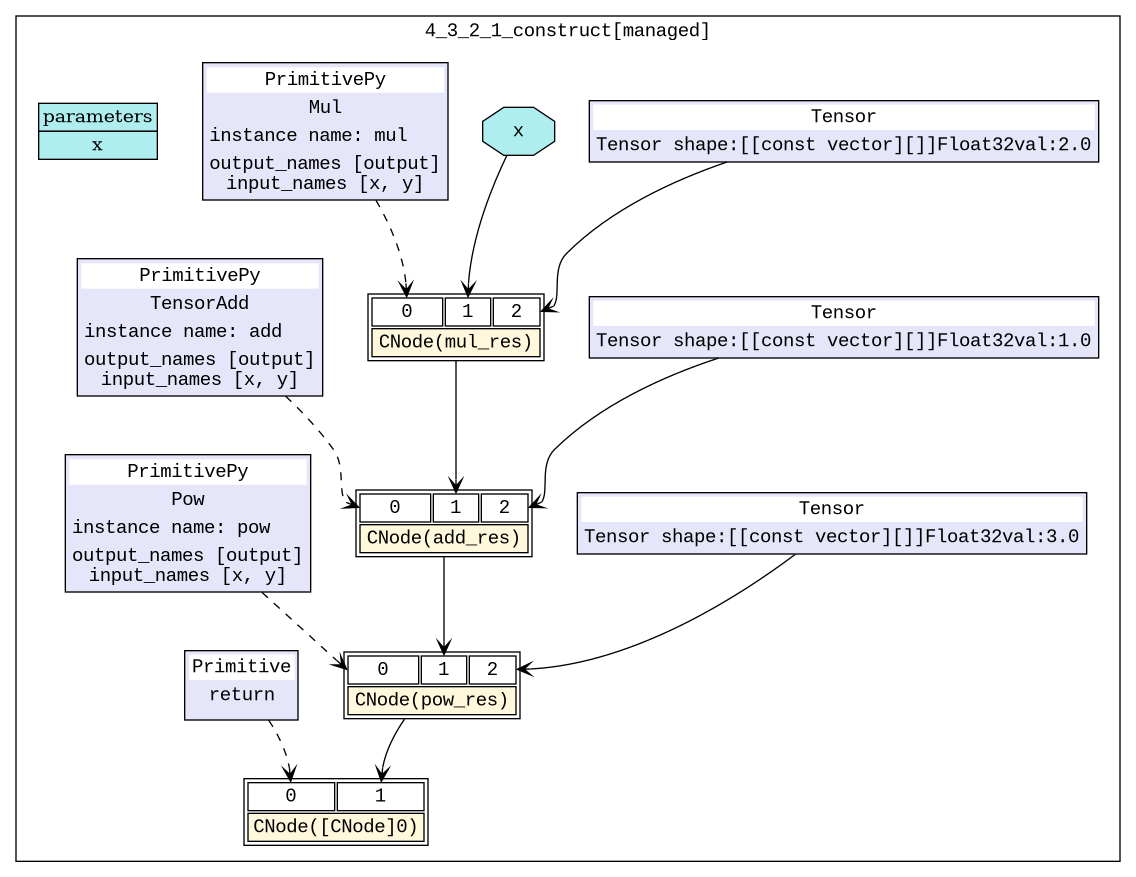 4_3_2_1_construct[managed]
parameters
x
PrimitivePy
Mul
instance name: mul
output_names [output]
input_names [x, y]
x
Tensor
Tensor shape:[[const vector][]]Float32val:2.0
PrimitivePy
TensorAdd
instance name: add
output_names [output]
input_names [x, y]
0 1 2
CNode(mul_res)
Tensor
Tensor shape:[[const vector][]]Float32val:1.0
PrimitivePy
Pow
instance name: pow
output_names [output]
input_names [x, y]
0 1 2
CNode(add_res)
Tensor
Tensor shape:[[const vector][]]Float32val:3.0
Primitive
return
0 1 2
CNode(pow_res)
0 1
CNode([CNode]0)